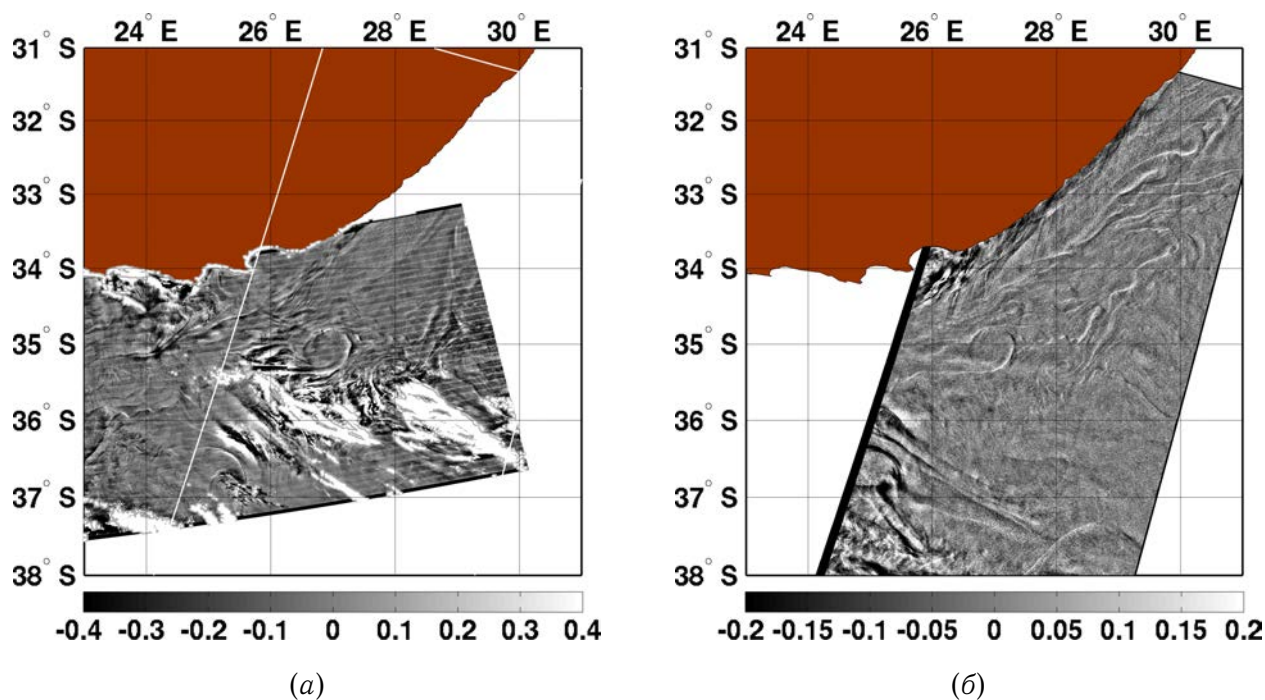 24° E 26° E 28° E 30° E
31° S
32° S
33° S
34° S
35° S
36° S
37° S
38° S
-0.4 -0.3 -0.2 -0.1 0 0.1 0.2 0.3 0.4
(а)
24° E 26° E 28° E 30° E
31° S
32° S
33° S
34° S
35° S
36° S
37° S
38° S
-0.2 -0.15 -0.1 -0.05 0 0.05 0.1 0.15 0.2
(б)